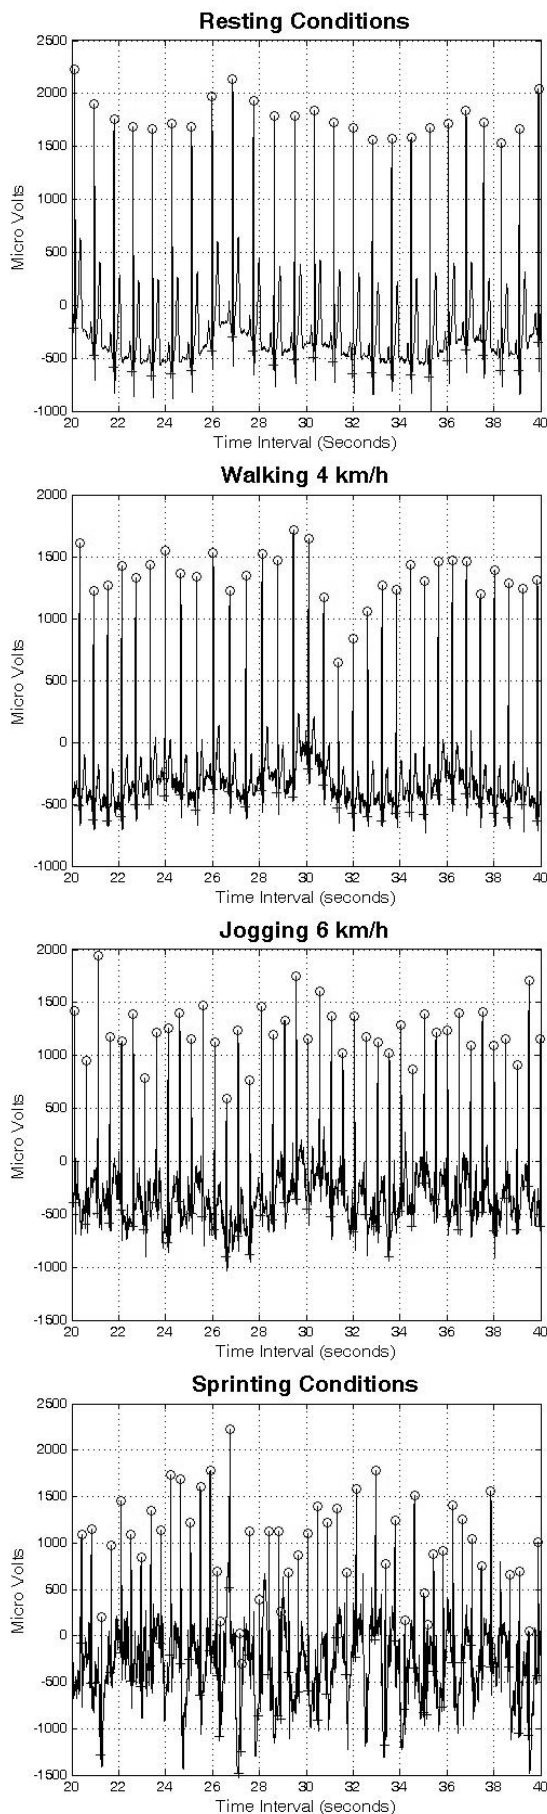 Resting Conditions
2500
2000
1500
1000
500
0
-500
-1000
Micro Volts
20 22 24 26 28 30 32 34 36 38 40
Time Interval (Seconds)
Walking 4 km/h
2000
1500
1000
500
0
-500
-1000
Micro Volts
20 22 24 26 28 30 32 34 36 38 40
Time Interval (seconds)
Jogging 6 km/h
2000
1500
1000
500
0
-500
-1000
-1500
Micro Volts
20 22 24 26 28 30 32 34 36 38 40
Time Interval (seconds)
Sprinting Conditions
2500
2000
1500
1000
500
0
-500
-1000
-1500
Micro Volts
20 22 24 26 28 30 32 34 36 38 40
Time Interval (seconds)